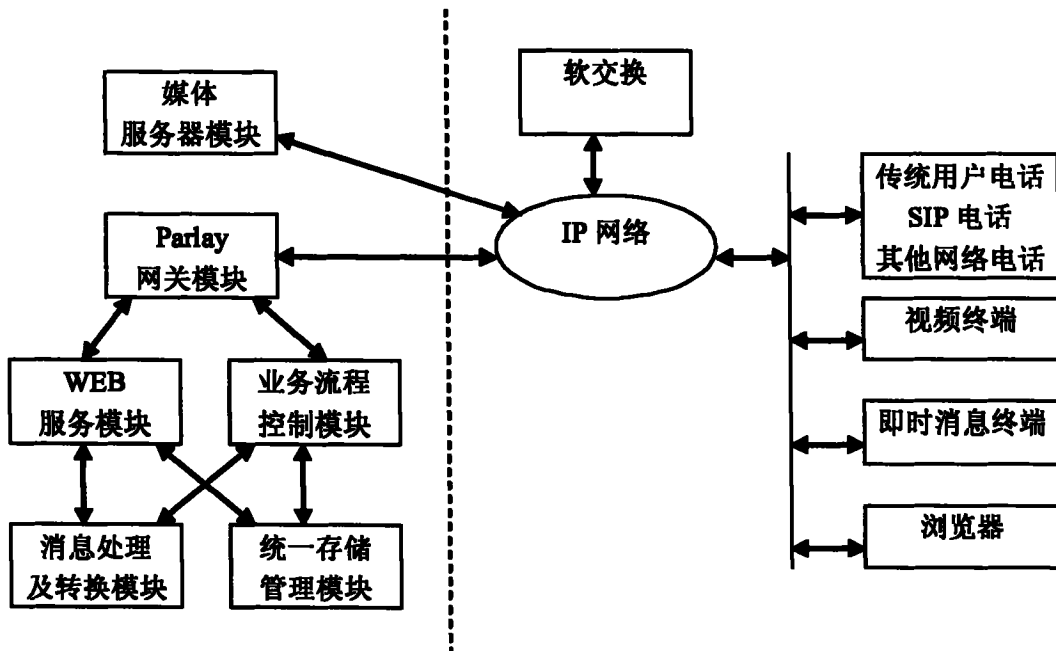 媒体
服务器模块
Parlay
网关模块
WEB
服务模块
业务流程
控制模块
消息处理
及转换模块
统一存储
管理模块
软交换
IP 网络
传统用户电话
SIP 电话
其他网络电话
视频终端
即时消息终端
浏览器